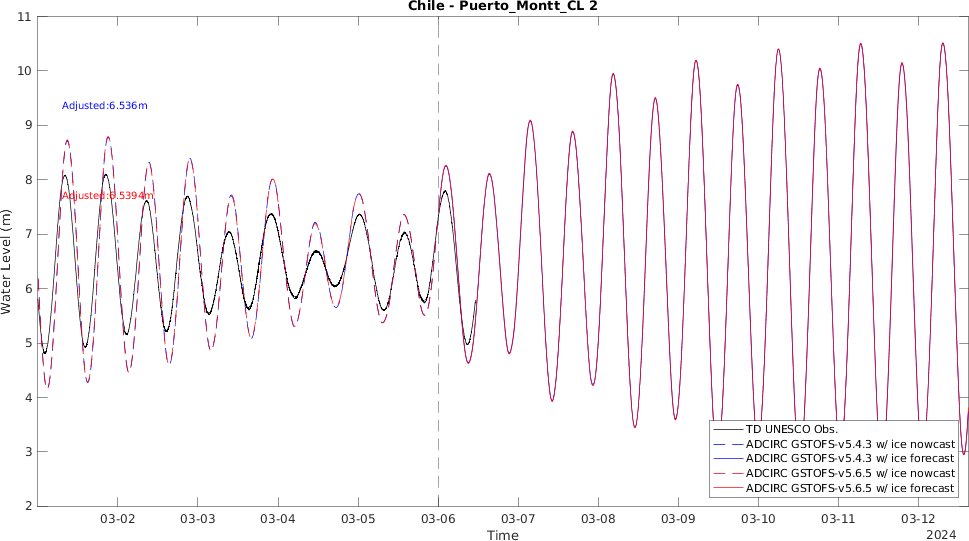 Chile - Puerto_Montt_CL 2
11
10
9
8
7
6
5
4
3
2
Water Level (m)
Adjusted:6.536m
Adjusted:6.5394m
TD UNESCO Obs.
ADCIRC GSTOFS-v5.4.3 w/ ice nowcast
ADCIRC GSTOFS-v5.4.3 w/ ice forecast
ADCIRC GSTOFS-v5.6.5 w/ ice nowcast
ADCIRC GSTOFS-v5.6.5 w/ ice forecast
03-02 03-03 03-04 03-05 03-06 03-07 03-08 03-09 03-10 03-11 03-12
Time
2024